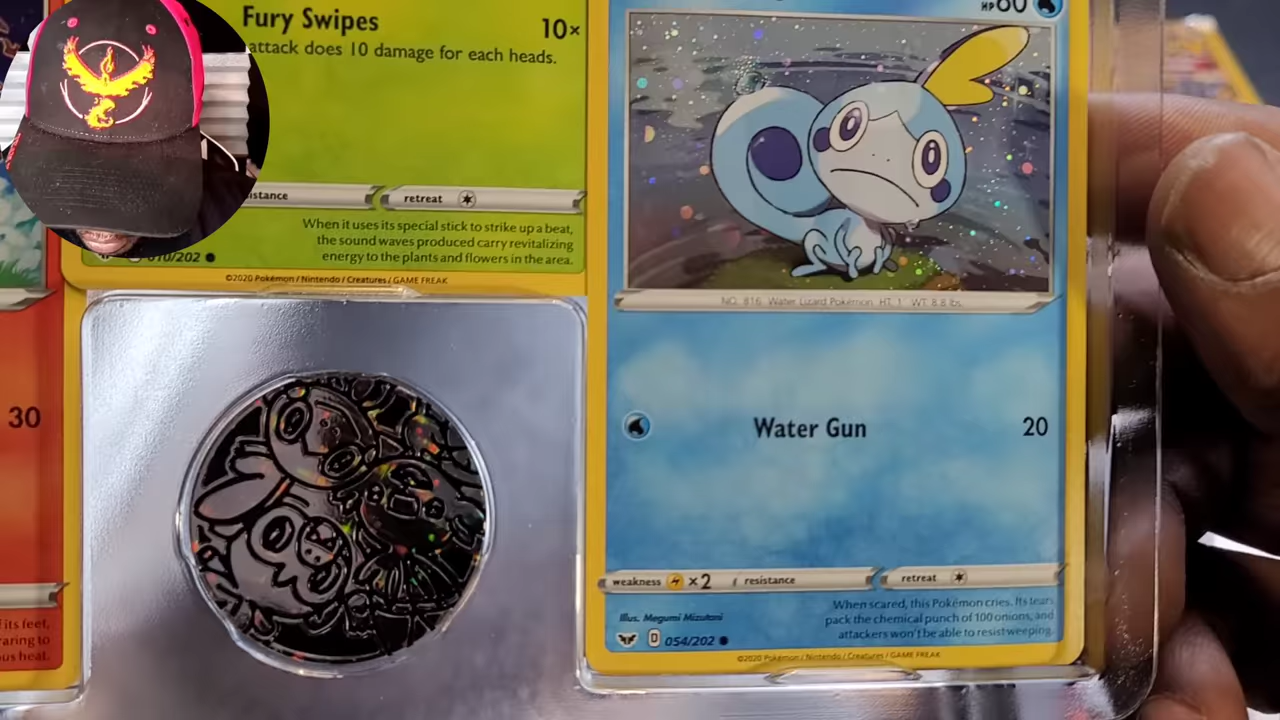 Fury Swipes 10×
attack does 10 damage for each heads.
retreat
When it uses its special stick to strike up a beat,
the sound waves produced carry revitalizing
energy to the plants and flowers in the area.
/202
©2020 Pokémon / Nintendo / Creatures / GAME FREAK
30
its feet,
HP60
NO. 816 Water Lizard Pokémon HT: 1 WT: 8.8 lbs.
Water Gun 20
weakness ×2 resistance retreat
When scared, this Pokémon cries. Its tears
pack the chemical punch of 100 onions, and
attackers won't be able to resist weeping.
Illus. Megumi Mizutani
D 054/202
©2020 Pokémon / Nintendo / Creatures / GAME FREAK